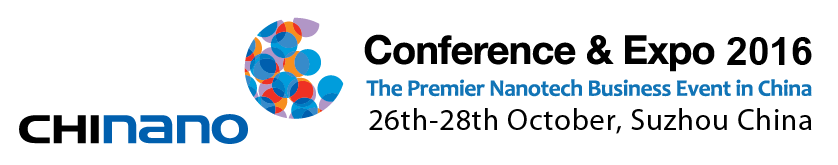 CHInano
Conference & Expo 2016
The Premier Nanotech Business Event in China
26th-28th October, Suzhou China